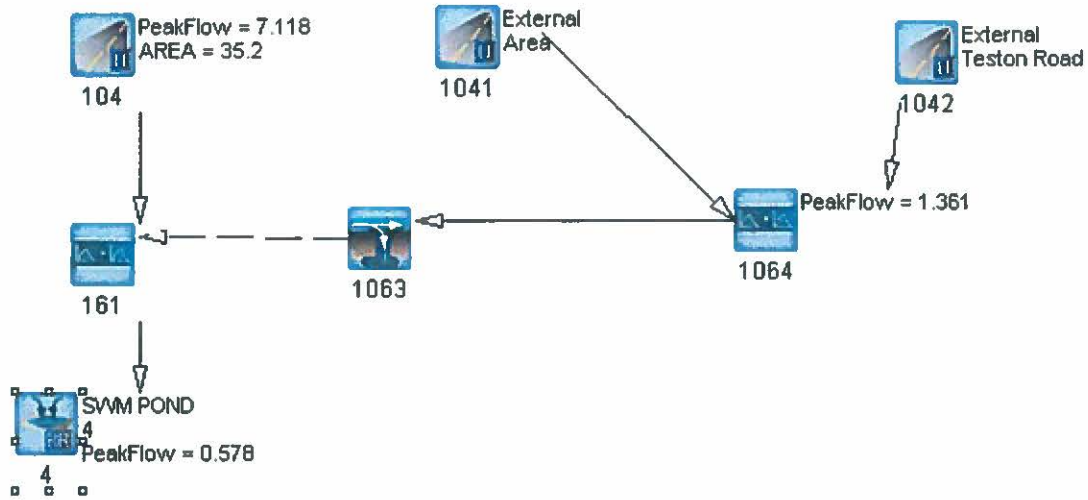 PeakFlow = 7.118
AREA = 35.2
104
External
Area
1041
External
Teston Road
1042
PeakFlow = 1.361
1064
1063
161
SWM POND
4
PeakFlow = 0.578
4